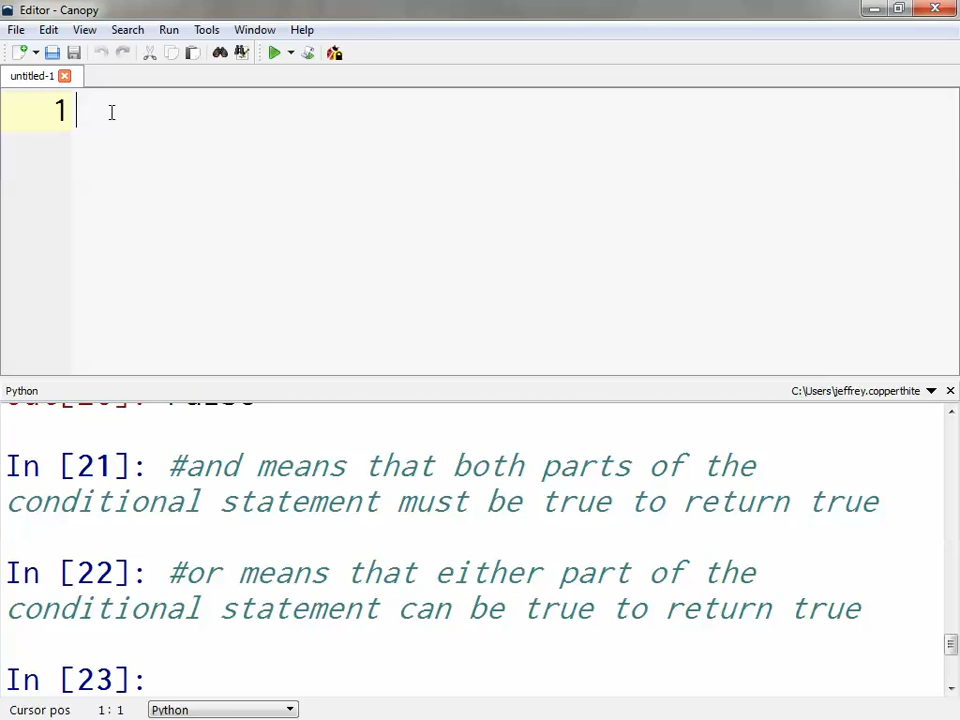 Editor - Canopy
File Edit View Search Run Tools Window Help
untitled-1
1
Python C:\Users\jeffrey.copperthite
In [21]: #and means that both parts of the
conditional statement must be true to return true
In [22]: #or means that either part of the
conditional statement can be true to return true
In [23]:
Cursor pos 1: 1 Python